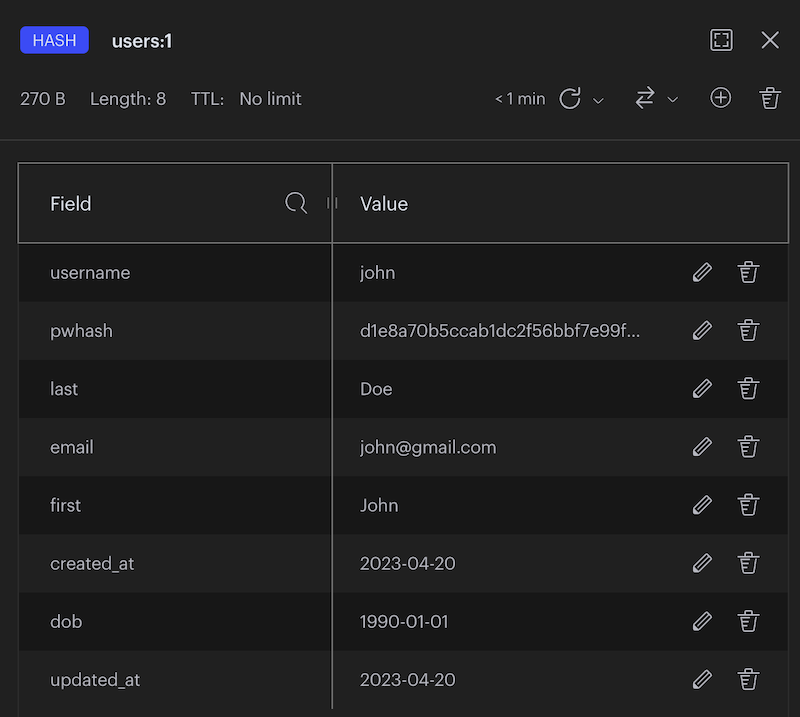 HASH users:1
270 B Length: 8 TTL: No limit < 1 min
Field Value
username john
pwhash d1e8a70b5ccab1dc2f56bbf7e99f...
last Doe
email john@gmail.com
first John
created_at 2023-04-20
dob 1990-01-01
updated_at 2023-04-20